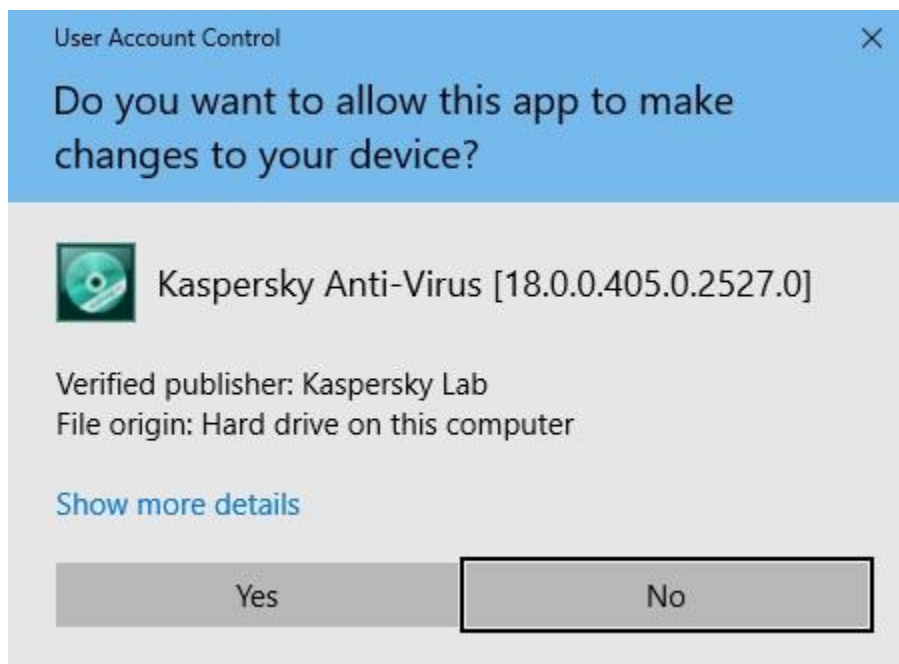 User Account Control
Do you want to allow this app to make
changes to your device?
Kaspersky Anti-Virus [18.0.0.405.0.2527.0]
Verified publisher: Kaspersky Lab
File origin: Hard drive on this computer
Show more details
Yes
No